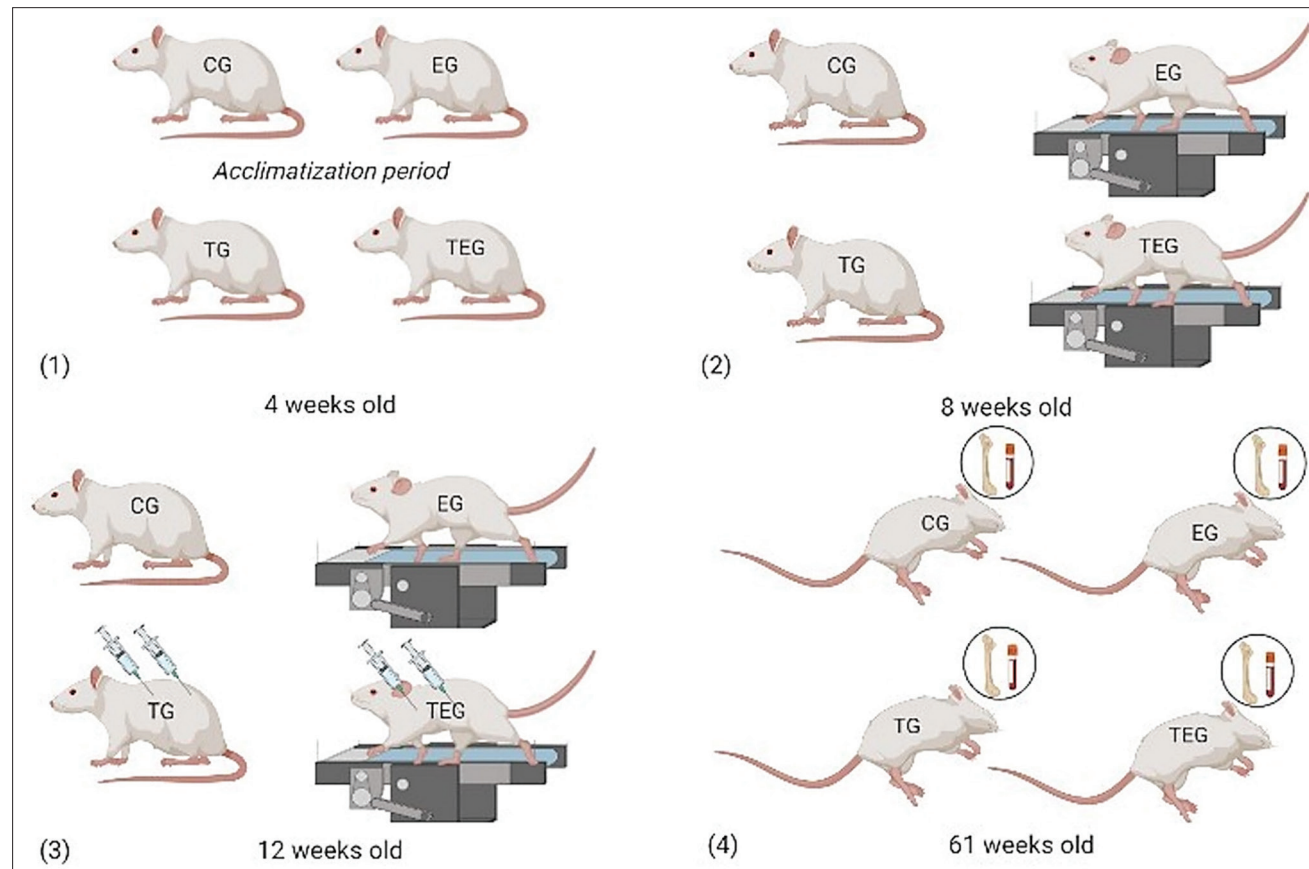 CG
EG
Acclimatization period
TG
TEG
(1)
4 weeks old
CG
EG
TG
TEG
(2)
8 weeks old
CG
EG
TG
TEG
(3)
12 weeks old
CG
EG
TG
TEG
(4)
61 weeks old